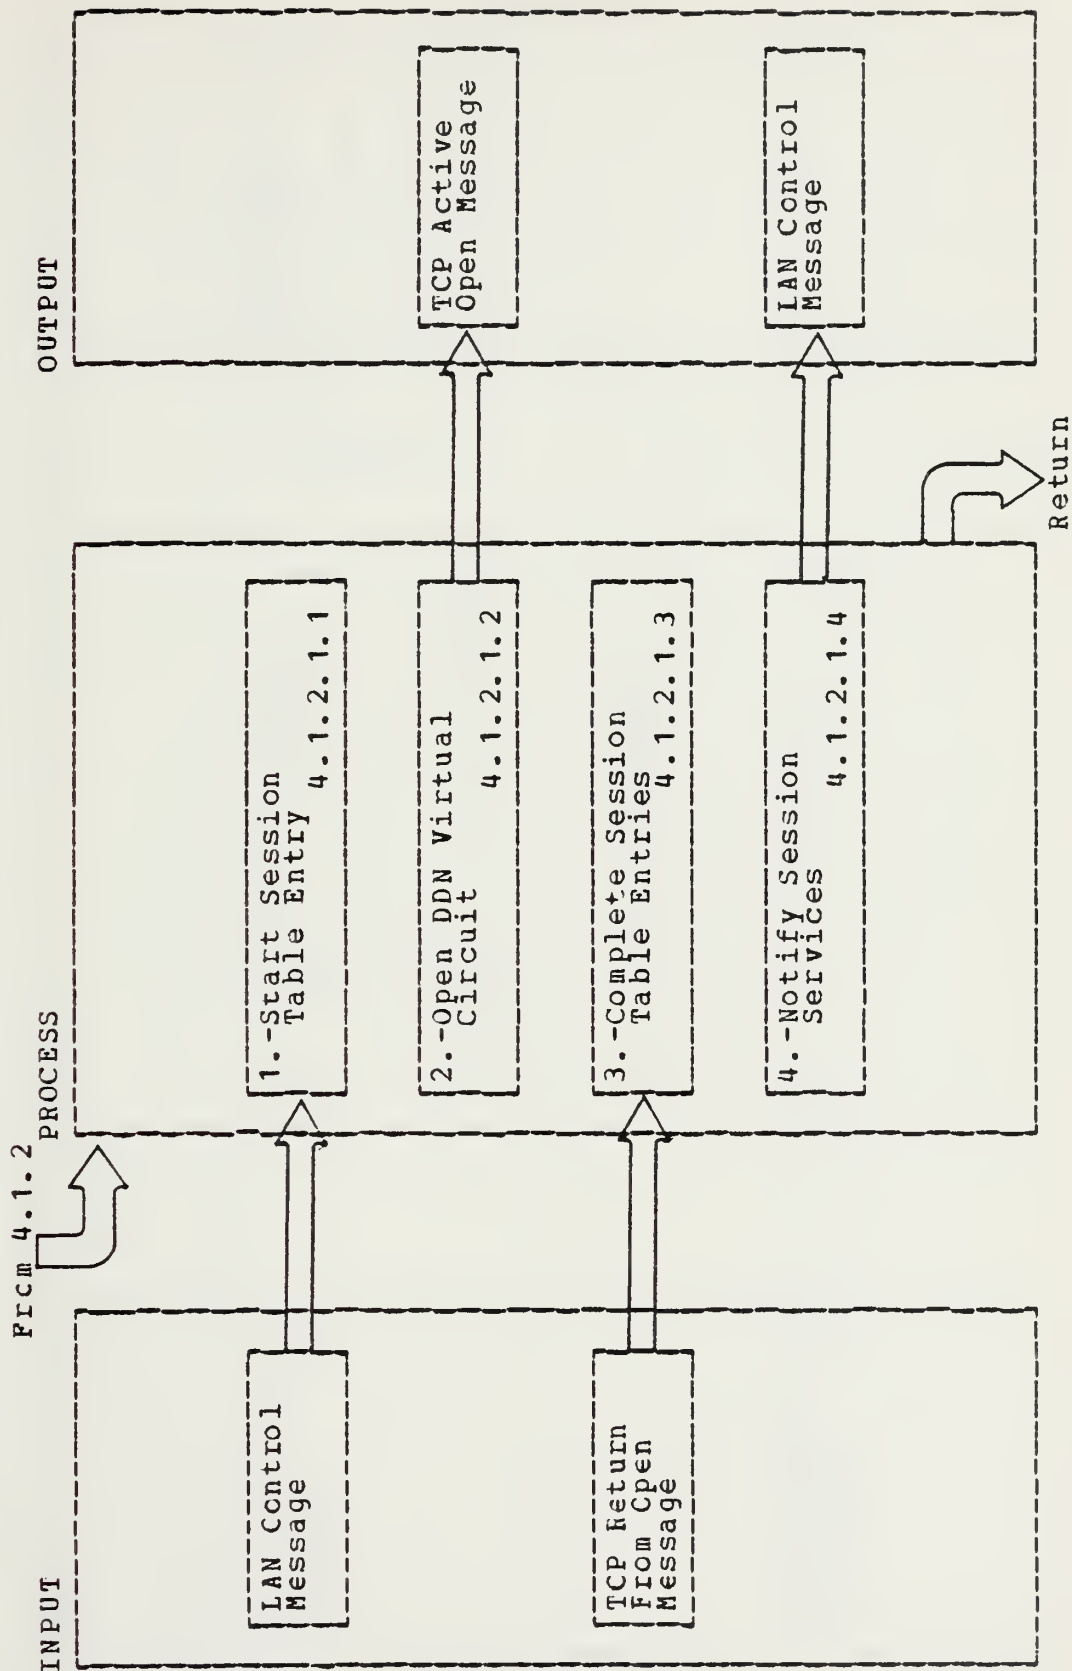 From 4.1.2
INPUT
PROCESS
OUTPUT
LAN Control
Message
1.-Start Session
Table Entry
4.1.2.1.1
2.-Open DDN Virtual
Circuit
4.1.2.1.2
TCP Active
Open Message
TCP Return
From Open
Message
3.-Complete Session
Table Entries
4.1.2.1.3
4.-Notify Session
Services
4.1.2.1.4
LAN Control
Message
Return